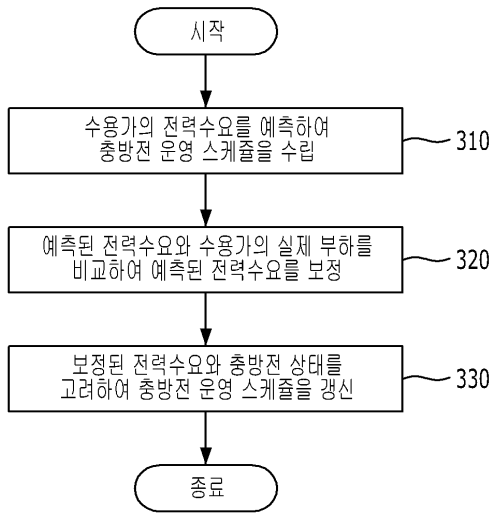 시작
수용가의 전력수요를 예측하여
충방전 운영 스케쥴을 수립
310
예측된 전력수요와 수용가의 실제 부하를
비교하여 예측된 전력수요를 보정
320
보정된 전력수요와 충방전 상태를
고려하여 충방전 운영 스케쥴을 갱신
330
종료